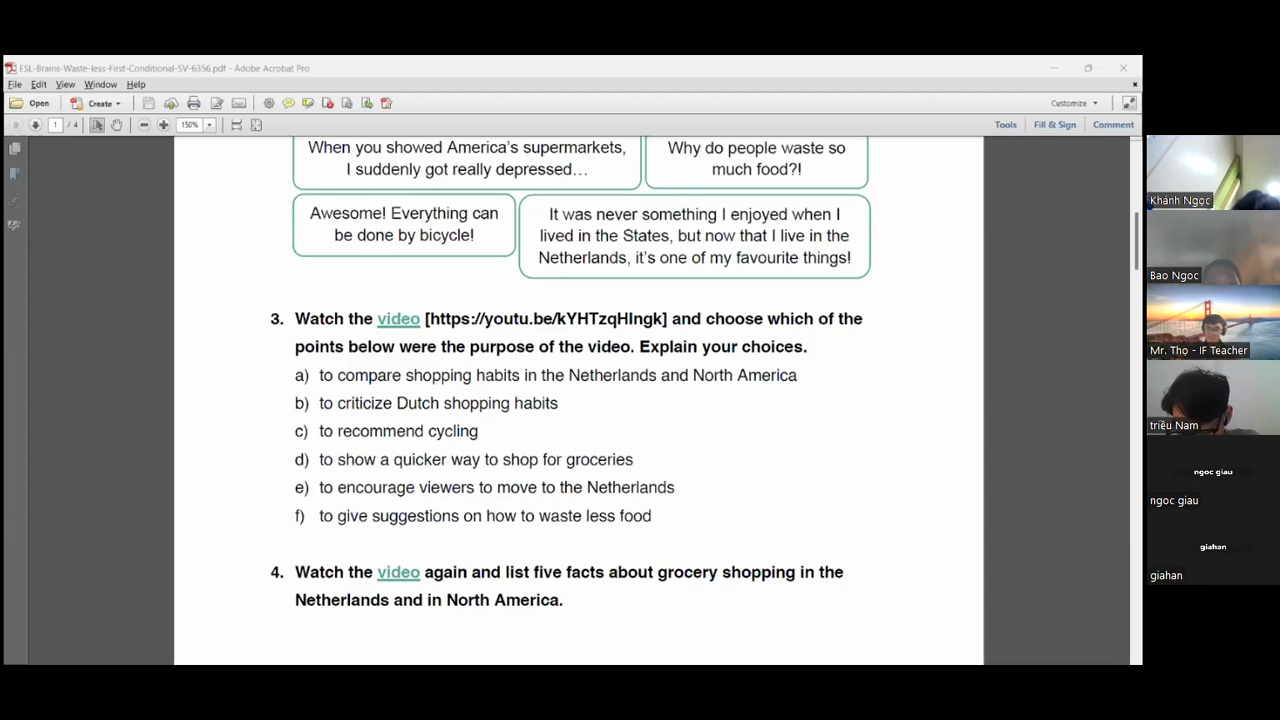 ESL-Brains-Waste-less-First-Conditional-SV-6356.pdf - Adobe Acrobat Pro
File Edit View Window Help
Open Create Customize
1 / 4 150% Tools Fill & Sign Comment
When you showed America's supermarkets,
I suddenly got really depressed…
Why do people waste so
much food?!
Awesome! Everything can
be done by bicycle!
It was never something I enjoyed when I
lived in the States, but now that I live in the
Netherlands, it's one of my favourite things!
3. Watch the video [https://youtu.be/kYHTzqHIngk] and choose which of the
points below were the purpose of the video. Explain your choices.
a) to compare shopping habits in the Netherlands and North America
b) to criticize Dutch shopping habits
c) to recommend cycling
d) to show a quicker way to shop for groceries
e) to encourage viewers to move to the Netherlands
f) to give suggestions on how to waste less food
4. Watch the video again and list five facts about grocery shopping in the
Netherlands and in North America.
Khánh Ngọc
Bao Ngọc
Mr. Thọ - IF Teacher
triều Nam
ngoc giau
ngoc giau
giahan
giahan